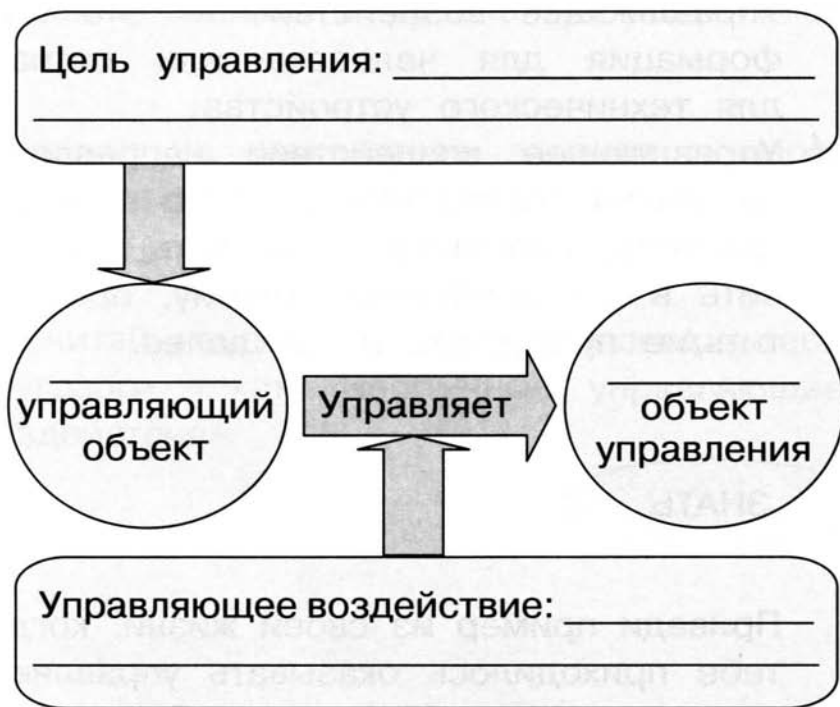 Цель управления:
управляющий
объект
Управляет
объект
управления
Управляющее воздействие: